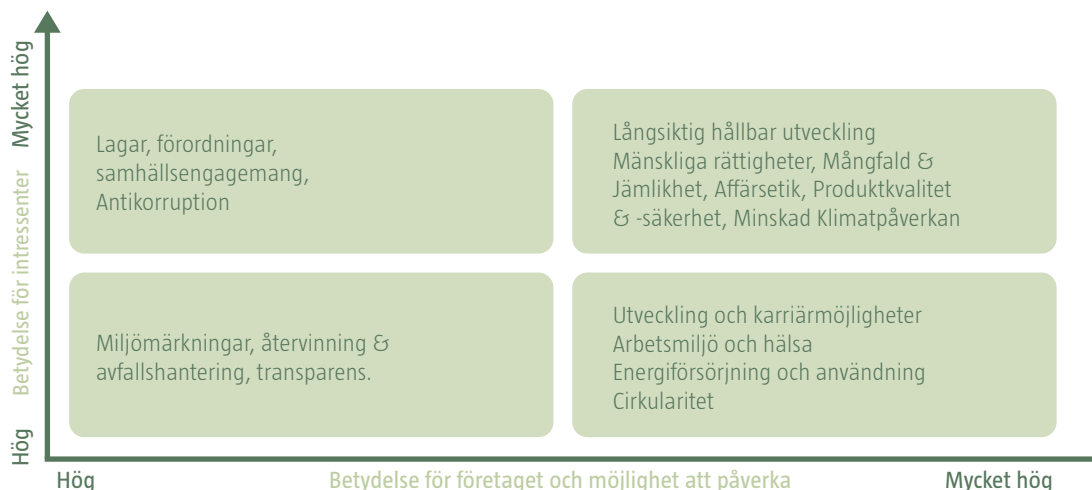 Mycket hög
Betydelse för intressenter
Hög
Lagar, förordningar,
samhällsengagemang,
Antikorruption
Långsiktig hållbar utveckling
Mänskliga rättigheter, Mångfald &
Jämlikhet, Affärsetik, Produktkvalitet
& -säkerhet, Minskad Klimatpåverkan
Miljömärkningar, återvinning &
avfallshantering, transparens.
Utveckling och karriärmöjligheter
Arbetsmiljö och hälsa
Energiförsörjning och användning
Cirkularitet
Hög
Betydelse för företaget och möjlighet att påverka
Mycket hög